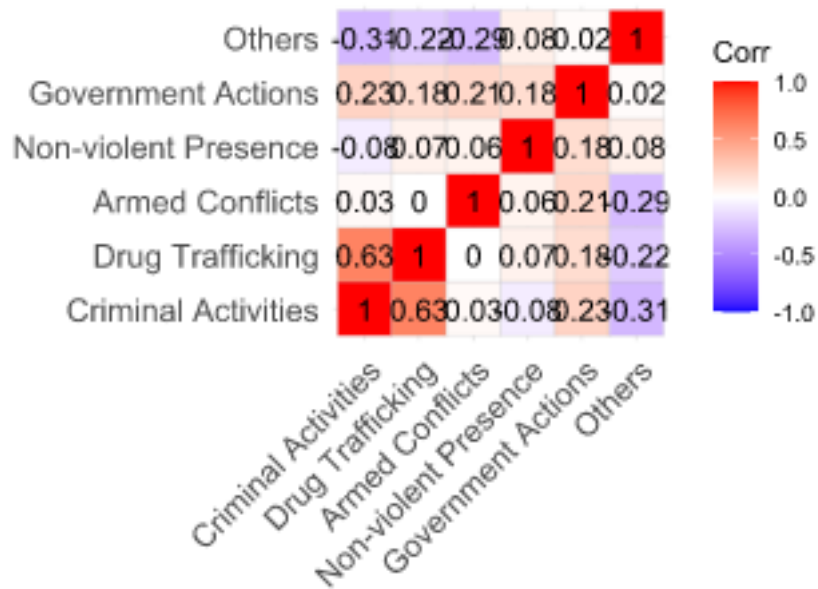 Others -0.31 -0.22 -0.29 0.08 0.02 1
Government Actions 0.23 0.18 0.21 0.18 1 0.02
Non-violent Presence -0.08 0.07 0.06 1 0.18 0.08
Armed Conflicts 0.03 0 1 0.06 0.21 -0.29
Drug Trafficking 0.63 1 0 0.07 0.18 -0.22
Criminal Activities 1 0.63 0.03 -0.08 0.23 -0.31
Criminal Activities
Drug Trafficking
Armed Conflicts
Non-violent Presence
Government Actions
Others
Corr
1.0
0.5
0.0
-0.5
-1.0